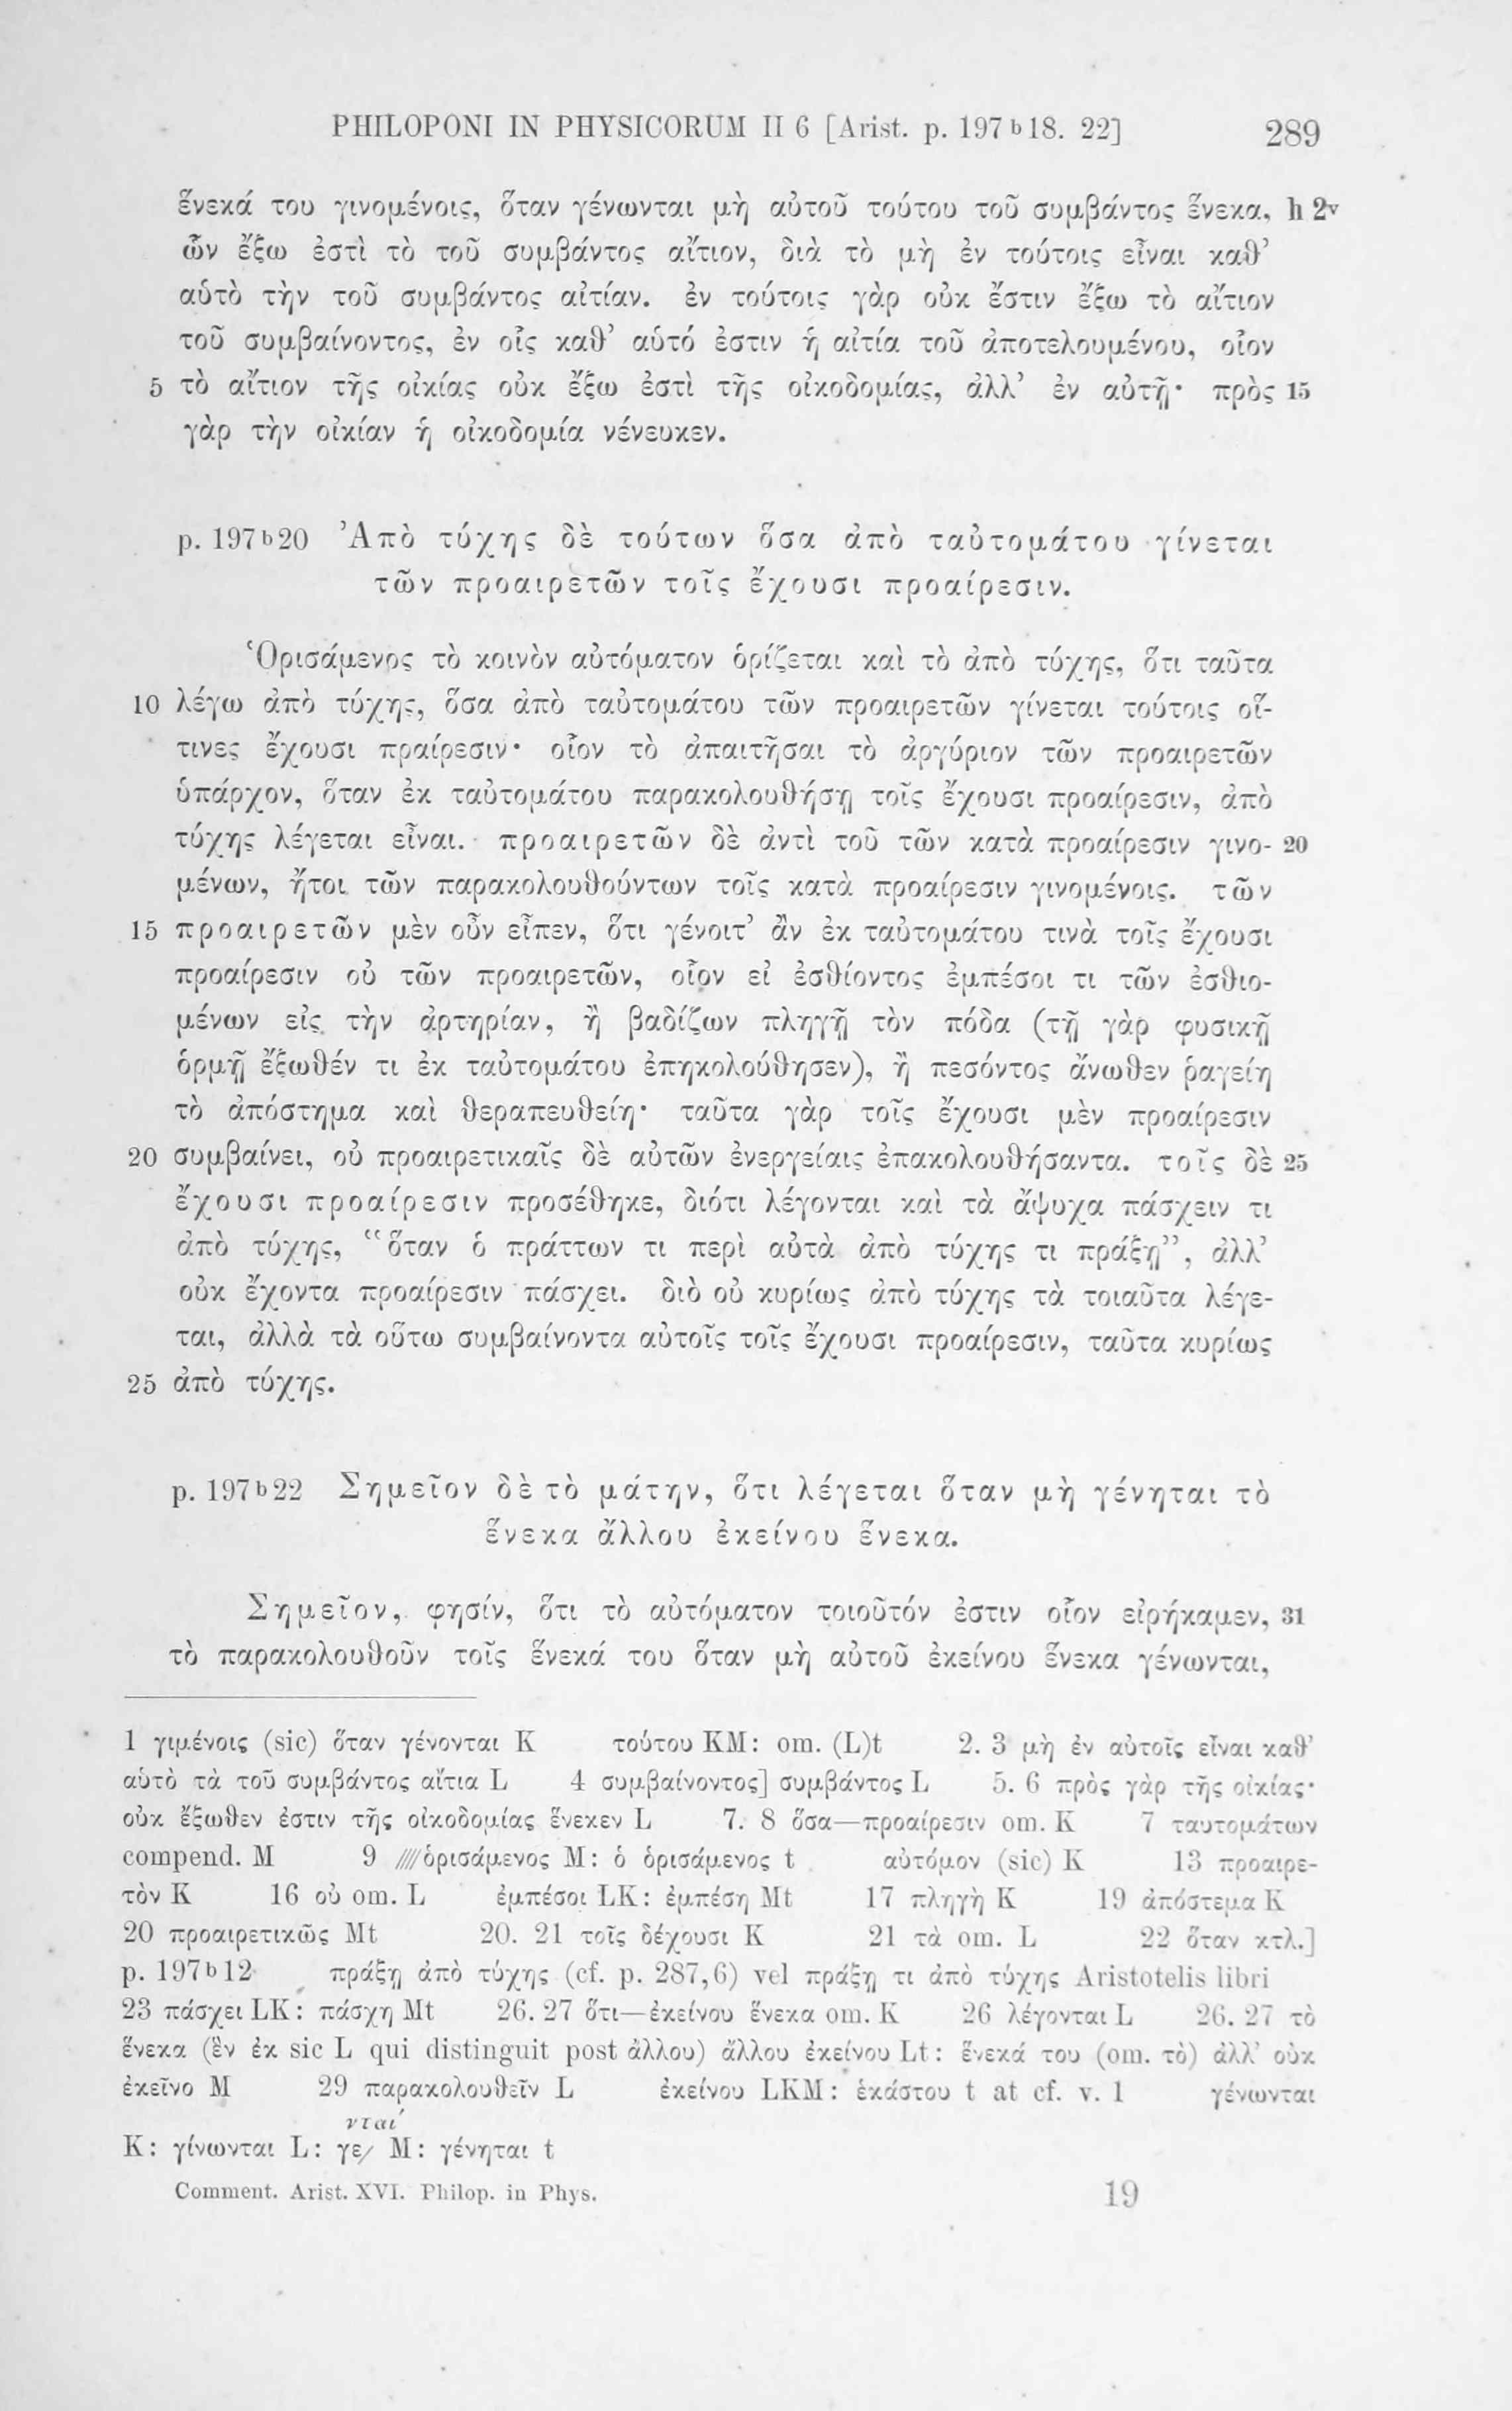 PHILOPONI IN PHYSICORUM II 6 [Arist. p. 197 b 18. 22] 289
ἕνεκά του γινομένοις, ὅταν γένωνται μὴ αὐτοῦ τούτου τοῦ συμβάντος ἕνεκα, h 2v
ὧν ἔξω ἐστὶ τὸ τοῦ συμβάντος αἴτιον, διὰ τὸ μὴ ἐν τούτοις εἶναι καθ’
αὑτὸ τὴν τοῦ συμβάντος αἰτίαν. ἐν τούτοις γὰρ οὐκ ἔστιν ἔξω τὸ αἴτιον
τοῦ συμβαίνοντος, ἐν οἷς καθ’ αὑτό ἐστιν ἡ αἰτία τοῦ ἀποτελουμένου, οἷον
5 τὸ αἴτιον τῆς οἰκίας οὐκ ἔξω ἐστὶ τῆς οἰκοδομίας, ἀλλ’ ἐν αὐτῇ· πρὸς 15
γὰρ τὴν οἰκίαν ἡ οἰκοδομία νένευκεν.
p. 197 b 20 Ἀπὸ τύχης δὲ τούτων ὅσα ἀπὸ ταὐτομάτου γίνεται
τῶν προαιρετῶν τοῖς ἔχουσι προαίρεσιν.
Ὁρισάμενος τὸ κοινὸν αὐτόματον ὁρίζεται καὶ τὸ ἀπὸ τύχης, ὅτι ταῦτα
10 λέγω ἀπὸ τύχης, ὅσα ἀπὸ ταὐτομάτου τῶν προαιρετῶν γίνεται τούτοις οἵ-
τινες ἔχουσι πραίρεσιν· οἷον τὸ ἀπαιτῆσαι τὸ ἀργύριον τῶν προαιρετῶν
ὑπάρχον, ὅταν ἐκ ταὐτομάτου παρακολουθήσῃ τοῖς ἔχουσι προαίρεσιν, ἀπὸ
τύχης λέγεται εἶναι. προαιρετῶν δὲ ἀντὶ τοῦ τῶν κατὰ προαίρεσιν γινο- 20
μένων, ἤτοι τῶν παρακολουθούντων τοῖς κατὰ προαίρεσιν γινομένοις. τῶν
15 προαιρετῶν μὲν οὖν εἶπεν, ὅτι γένοιτ’ ἂν ἐκ ταὐτομάτου τινὰ τοῖς ἔχουσι
προαίρεσιν οὐ τῶν προαιρετῶν, οἷον εἰ ἐσθίοντος ἐμπέσοι τι τῶν ἐσθιο-
μένων εἰς τὴν ἀρτηρίαν, ἢ βαδίζων πληγῇ τὸν πόδα (τῇ γὰρ φυσικῇ
ὁρμῇ ἔξωθέν τι ἐκ ταὐτομάτου ἐπηκολούθησεν), ἢ πεσόντος ἄνωθεν ῥαγείη
τὸ ἀπόστημα καὶ θεραπευθείη· ταῦτα γὰρ τοῖς ἔχουσι μὲν προαίρεσιν
20 συμβαίνει, οὐ προαιρετικαῖς δὲ αὐτῶν ἐνεργείαις ἐπακολουθήσαντα. τοῖς δὲ 25
ἔχουσι προαίρεσιν προσέθηκε, διότι λέγονται καὶ τὰ ἄψυχα πάσχειν τι
ἀπὸ τύχης, “ὅταν ὁ πράττων τι περὶ αὐτὰ ἀπὸ τύχης τι πράξῃ”, ἀλλ’
οὐκ ἔχοντα προαίρεσιν πάσχει. διὸ οὐ κυρίως ἀπὸ τύχης τὰ τοιαῦτα λέγε-
ται, ἀλλὰ τὰ οὕτω συμβαίνοντα αὐτοῖς τοῖς ἔχουσι προαίρεσιν, ταῦτα κυρίως
25 ἀπὸ τύχης.
p. 197 b 22 Σημεῖον δὲ τὸ μάτην, ὅτι λέγεται ὅταν μὴ γένηται τὸ
ἕνεκα ἄλλου ἐκείνου ἕνεκα.
Σημεῖον, φησίν, ὅτι τὸ αὐτόματον τοιοῦτόν ἐστιν οἷον εἰρήκαμεν, 31
τὸ παρακολουθοῦν τοῖς ἕνεκά του ὅταν μὴ αὐτοῦ ἐκείνου ἕνεκα γένωνται,
1 γιμένοις (sic) ὅταν γένονται K τούτου KM: om. (L)t 2. 3 μὴ ἐν αὐτοῖς εἶναι καθ’
αὑτὸ τὰ τοῦ συμβάντος αἴτια L 4 συμβαίνοντος] συμβάντος L 5. 6 πρὸς γὰρ τῆς οἰκίας·
οὐκ ἔξωθεν ἐστιν τῆς οἰκοδομίας ἕνεκεν L 7. 8 ὅσα—προαίρεσιν om. K 7 ταυτομάτων
compend. M 9 ////ὁρισάμενος M: ὁ ὁρισάμενος t αὐτόμον (sic) K 13 προαιρε-
τὸν K 16 οὐ om. L ἐμπέσοι LK: ἐμπέσῃ Mt 17 πληγὴ K 19 ἀπόστεμα K
20 προαιρετικῶς Mt 20. 21 τοῖς δέχουσι K 21 τὰ om. L 22 ὅταν κτλ.]
p. 197 b 12 πράξῃ ἀπὸ τύχης (cf. p. 287,6) vel πράξῃ τι ἀπὸ τύχης Aristotelis libri
23 πάσχει LK: πάσχῃ Mt 26. 27 ὅτι—ἐκείνου ἕνεκα om. K 26 λέγονται L 26. 27 τὸ
ἕνεκα (ἓν ἐκ sic L qui distinguit post ἄλλου) ἄλλου ἐκείνου Lt: ἕνεκά του (om. τὸ) ἀλλ’ οὐκ
ἐκεῖνο M 29 παρακολουθεῖν L ἐκείνου LKM: ἑκάστου t at cf. v. 1 γένωνται
νται
K: γίνωνται L: γε/ M: γένηται t
Comment. Arist. XVI. Philop. in Phys. 19